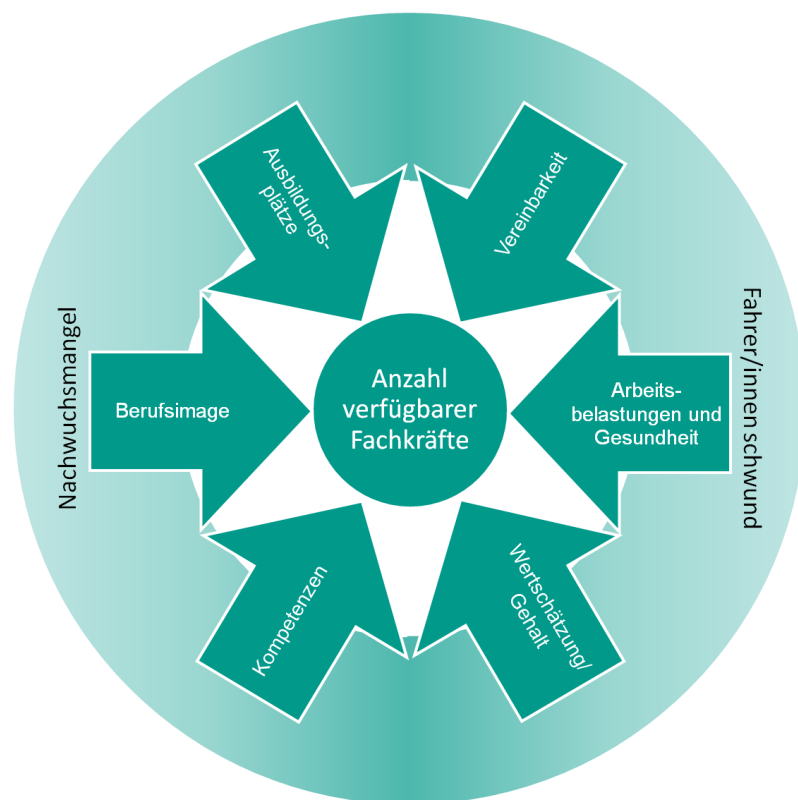 Ausbildungs-
plätze
Vereinbarkeit
Nachwuchsmangel
Berufsimage
Anzahl
verfügbarer
Fachkräfte
Arbeits-
belastungen und
Gesundheit
Fahrer/innen schwund
Kompetenzen
Wertschätzung/
Gehalt